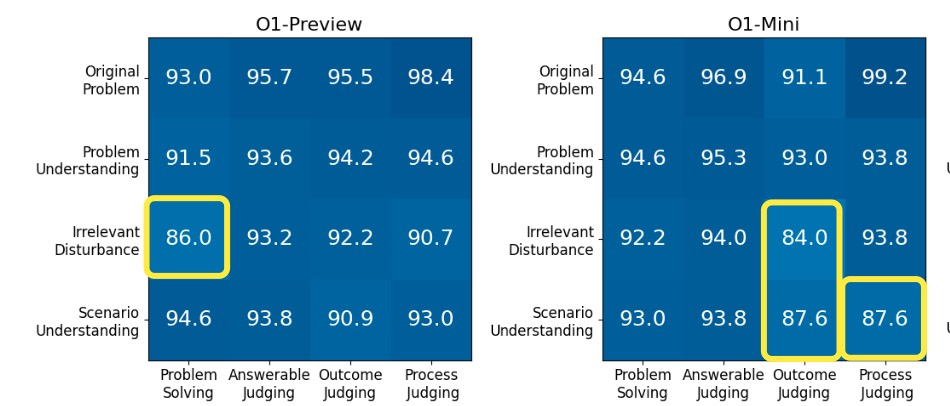 O1-Preview
Original
Problem
93.0 95.7 95.5 98.4
Problem
Understanding
91.5 93.6 94.2 94.6
Irrelevant
Disturbance
86.0 93.2 92.2 90.7
Scenario
Understanding
94.6 93.8 90.9 93.0
Problem Answerable Outcome Process
Solving Judging Judging Judging
O1-Mini
Original
Problem
94.6 96.9 91.1 99.2
Problem
Understanding
94.6 95.3 93.0 93.8
Irrelevant
Disturbance
92.2 94.0 84.0 93.8
Scenario
Understanding
93.0 93.8 87.6 87.6
Problem Answerable Outcome Process
Solving Judging Judging Judging